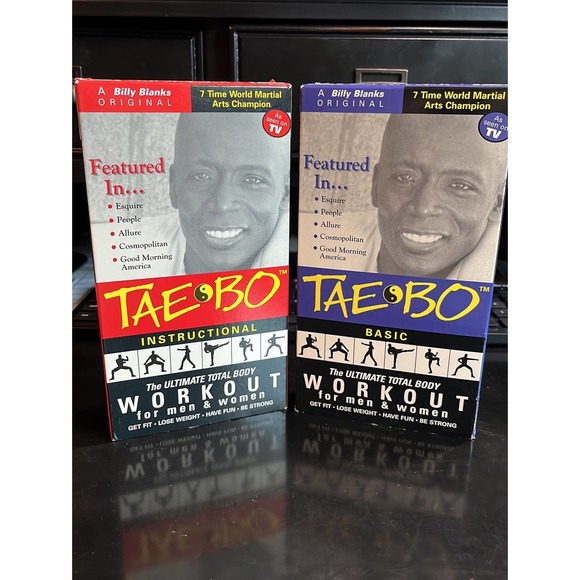 A Billy Blanks
ORIGINAL
7 Time World Martial
Arts Champion
As
seen on
TV
Featured
In...
• Esquire
• People
• Allure
• Cosmopolitan
• Good Morning
America
TAE•BO™
INSTRUCTIONAL
The ULTIMATE TOTAL BODY
WORKOUT
for men & women
GET FIT • LOSE WEIGHT • HAVE FUN • BE STRONG
A Billy Blanks
ORIGINAL
7 Time World Martial
Arts Champion
As
seen on
TV
Featured
In...
• Esquire
• People
• Allure
• Cosmopolitan
• Good Morning
America
TAE•BO™
BASIC
The ULTIMATE TOTAL BODY
WORKOUT
for men & women
GET FIT • LOSE WEIGHT • HAVE FUN • BE STRONG